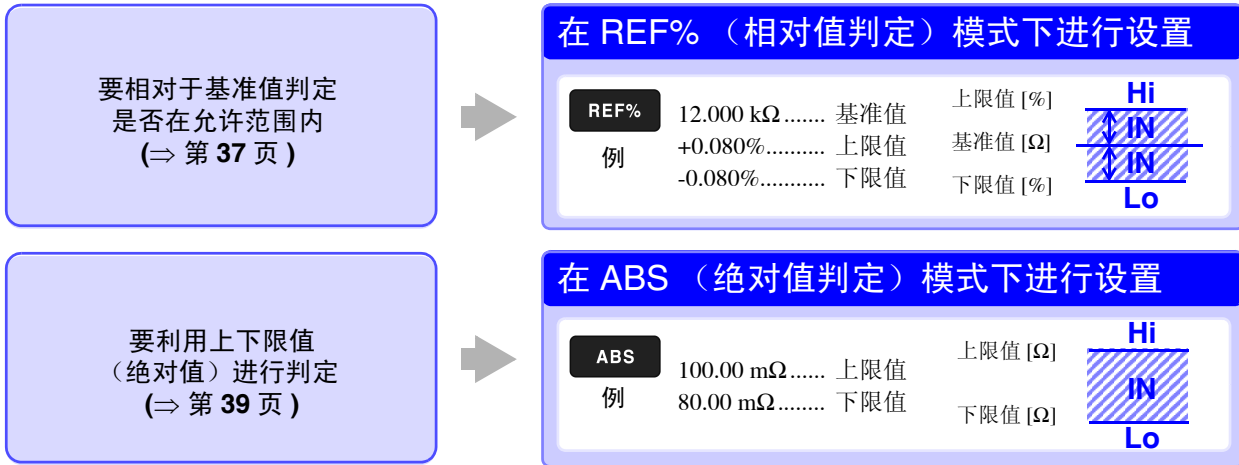 要相对于基准值判定
是否在允许范围内
(⇒ 第 37 页 )
在 REF% （相对值判定）模式下进行设置
REF%
例
12.000 kΩ....... 基准值
+0.080%.......... 上限值
-0.080%........... 下限值
上限值 [%]
基准值 [Ω]
下限值 [%]
Hi
IN
IN
Lo
要利用上下限值
（绝对值）进行判定
(⇒ 第 39 页 )
在 ABS （绝对值判定）模式下进行设置
ABS
例
100.00 mΩ...... 上限值
80.00 mΩ........ 下限值
上限值 [Ω]
下限值 [Ω]
Hi
IN
Lo